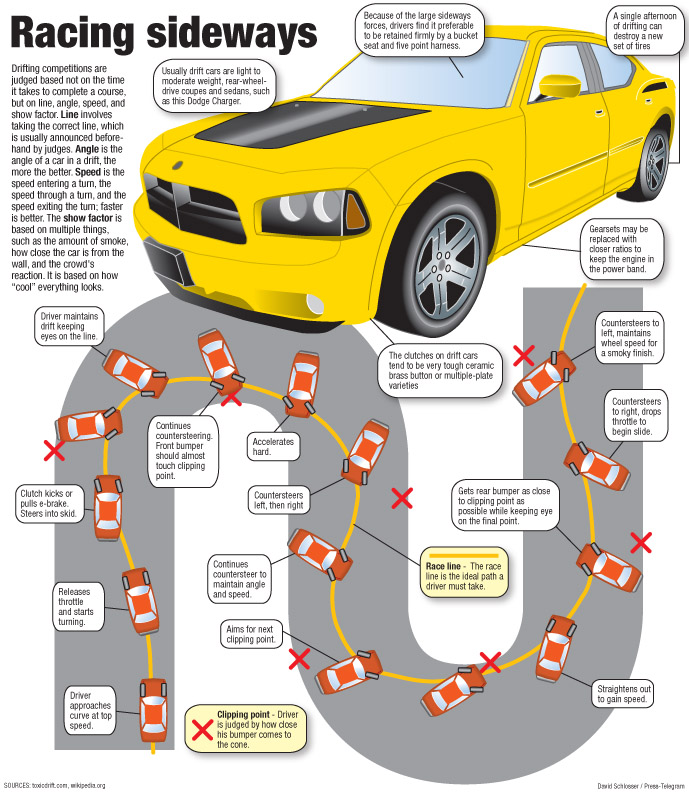 Racing sideways
Drifting competitions are
judged based not on the time
it takes to complete a course,
but on line, angle, speed, and
show factor. Line involves
taking the correct line, which
is usually announced before-
hand by judges. Angle is the
angle of a car in a drift, the
more the better. Speed is the
speed entering a turn, the
speed through a turn, and the
speed exiting the turn; faster
is better. The show factor is
based on multiple things,
such as the amount of smoke,
how close the car is from the
wall, and the crowd's
reaction. It is based on how
"cool" everything looks.
Usually drift cars are light to
moderate weight, rear-wheel-
drive coupes and sedans, such
as this Dodge Charger.
Because of the large sideways
forces, drivers find it preferable
to be retained firmly by a bucket
seat and five point harness.
A single afternoon
of drifting can
destroy a new
set of tires
Gearsets may be
replaced with
closer ratios to
keep the engine in
the power band.
The clutches on drift cars
tend to be very tough ceramic
brass button or multiple-plate
varieties
Driver maintains
drift keeping
eyes on the line.
Continues
countersteering.
Front bumper
should almost
touch clipping
point.
Accelerates
hard.
Countersteers
left, then right
Clutch kicks or
pulls e-brake.
Steers into skid.
Releases
throttle
and starts
turning.
Driver
approaches
curve at top
speed.
Continues
countersteer to
maintain angle
and speed.
Aims for next
clipping point.
Race line - The race
line is the ideal path a
driver must take.
Clipping point - Driver
is judged by how close
his bumper comes to
the cone.
Countersteers to
left, maintains
wheel speed for
a smoky finish.
Countersteers
to right, drops
throttle to
begin slide.
Gets rear bumper as close
to clipping point as
possible while keeping eye
on the final point.
Straightens out
to gain speed.
SOURCES: toxicdrift.com, wikipedia.org
David Schlosser / Press-Telegram